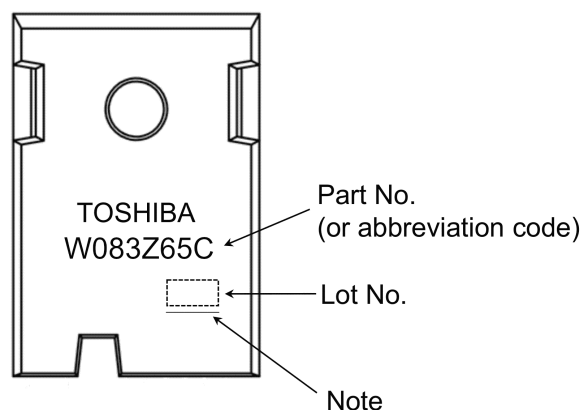 TOSHIBA
W083Z65C
Part No.
(or abbreviation code)
Lot No.
Note